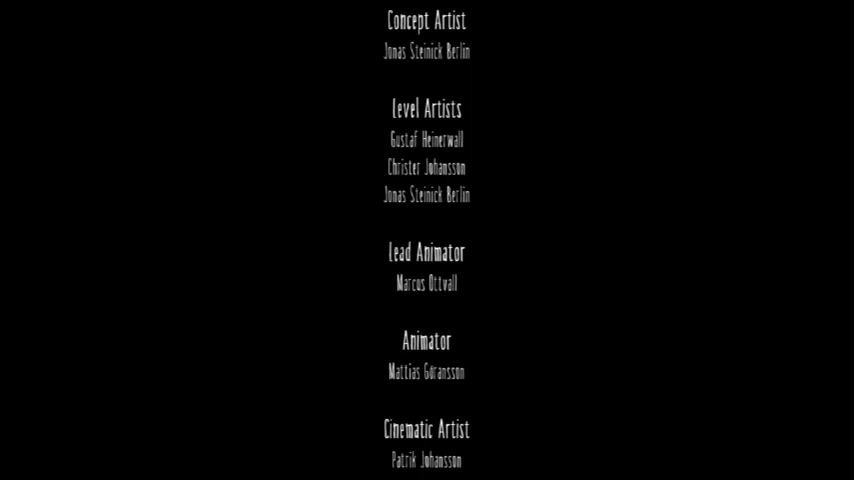 Concept Artist
Jonas Steinick Berlin
Level Artists
Gustaf Heinerwall
Christer Johansson
Jonas Steinick Berlin
Lead Animator
Marcus Ottvall
Animator
Mattias Göransson
Cinematic Artist
Patrik Johansson